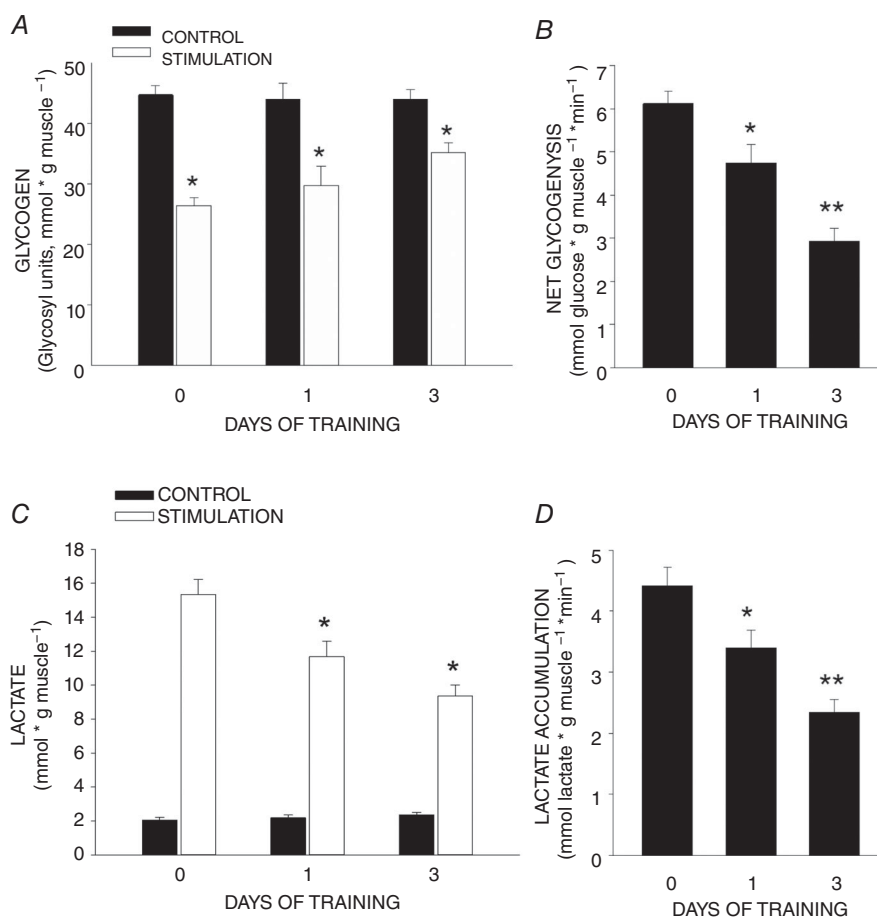 A
CONTROL
STIMULATION
GLYCOGEN
(Glycosyl units, mmol * g muscle −1)
50
40
30
20
10
0
0 1 3
DAYS OF TRAINING
* * *
B
NET GLYCOGENYSIS
(mmol glucose * g muscle −1 *min−1)
7
6
5
4
3
2
1
0
*
**
0 1 3
DAYS OF TRAINING
C
CONTROL
STIMULATION
LACTATE
(mmol * g muscle−1)
18
16
14
12
10
8
6
4
2
0
* *
0 1 3
DAYS OF TRAINING
D
LACTATE ACCUMULATION
(mmol lactate * g muscle −1 *min−1)
5
4
3
2
1
0
*
**
0 1 3
DAYS OF TRAINING